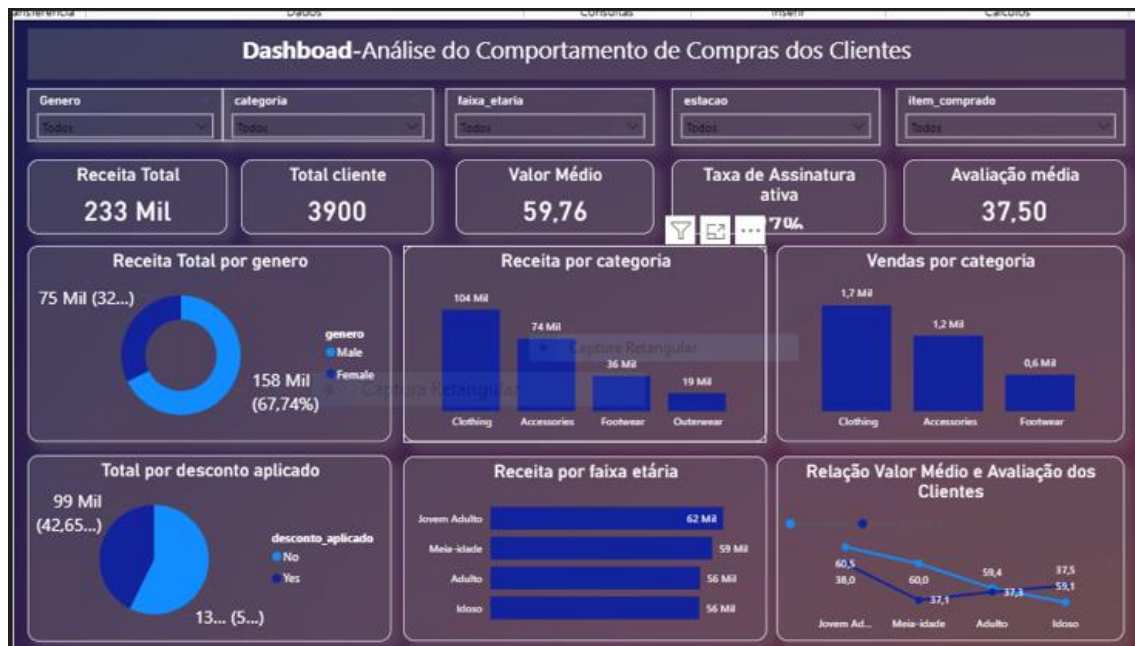 Dados
Consultas
Inserir
Cálculos
Dashboad-Análise do Comportamento de Compras dos Clientes
Genero
categoria
faixa_etaria
estacao
item_comprado
Todos
Todos
Todos
Todos
Todos
Receita Total
233 Mil
Total cliente
3900
Valor Médio
59,76
Taxa de Assinatura
ativa
7%
Avaliação média
37,50
Receita Total por genero
75 Mil (32...)
158 Mil
(67,74%)
genero
Male
Female
Receita por categoria
104 Mil
74 Mil
36 Mil
19 Mil
Clothing
Accessories
Footwear
Outerwear
Captura Retangular
Captura Retangular
Vendas por categoria
1,7 Mil
1,2 Mil
0,6 Mil
Clothing
Accessories
Footwear
Total por desconto aplicado
99 Mil
(42,65...)
13... (5...)
desconto_aplicado
No
Yes
Receita por faixa etária
Jovem Adulto
62 Mil
Meia-idade
59 Mil
Adulto
56 Mil
Idoso
56 Mil
Relação Valor Médio e Avaliação dos
Clientes
60,5
38,0
60,0
37,1
59,4
37,3
37,5
59,1
Jovem Ad...
Meia-idade
Adulto
Idoso